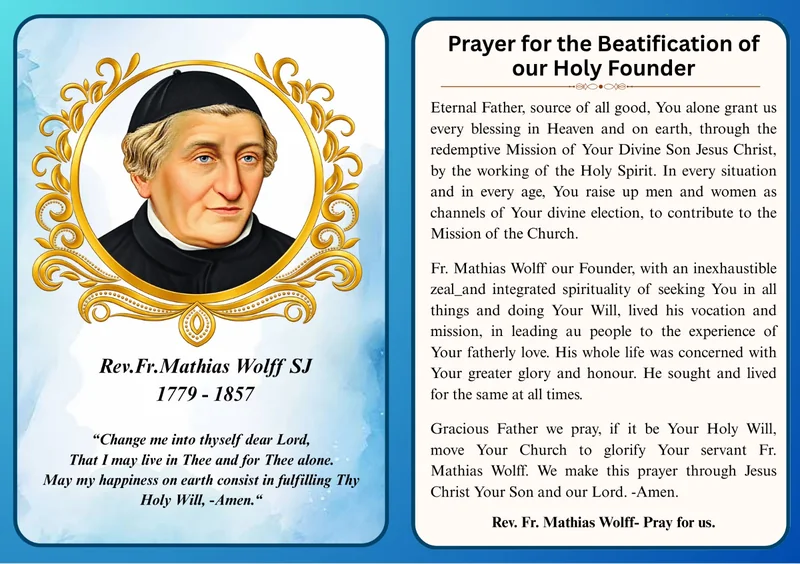 Rev.Fr.Mathias Wolff SJ
1779 - 1857
“Change me into thyself dear Lord,
That I may live in Thee and for Thee alone.
May my happiness on earth consist in fulfilling Thy
Holy Will, -Amen.“
Prayer for the Beatification of
our Holy Founder
Eternal Father, source of all good, You alone grant us
every blessing in Heaven and on earth, through the
redemptive Mission of Your Divine Son Jesus Christ,
by the working of the Holy Spirit. In every situation
and in every age, You raise up men and women as
channels of Your divine election, to contribute to the
Mission of the Church.
Fr. Mathias Wolff our Founder, with an inexhaustible
zeal_and integrated spirituality of seeking You in all
things and doing Your Will, lived his vocation and
mission, in leading au people to the experience of
Your fatherly love. His whole life was concerned with
Your greater glory and honour. He sought and lived
for the same at all times.
Gracious Father we pray, if it be Your Holy Will,
move Your Church to glorify Your servant Fr.
Mathias Wolff. We make this prayer through Jesus
Christ Your Son and our Lord. -Amen.
Rev. Fr. Mathias Wolff- Pray for us.